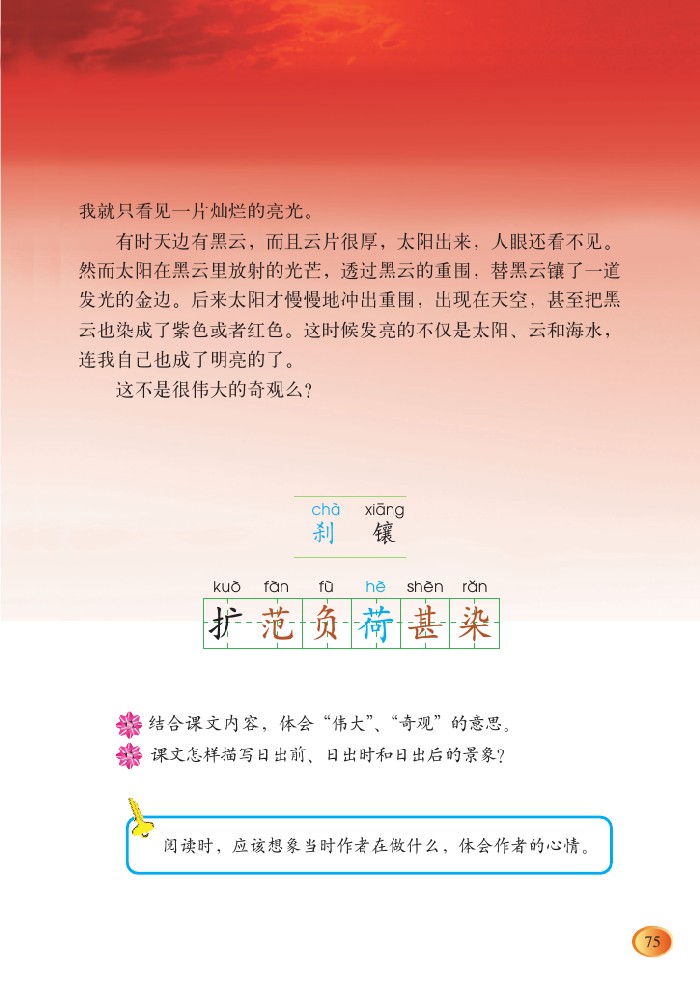 我就只看见一片灿烂的亮光。
有时天边有黑云，而且云片很厚，太阳出来，人眼还看不见。
然而太阳在黑云里放射的光芒，透过黑云的重围，替黑云镶了一道
发光的金边。后来太阳才慢慢地冲出重围，出现在天空，甚至把黑
云也染成了紫色或者红色。这时候发亮的不仅是太阳、云和海水，
连我自己也成了明亮的了。
这不是很伟大的奇观么？
chà xiāng
刹 镶
kuò fàn fù hè shèn rǎn
扩 范 负 荷 甚 染
结合课文内容，体会“伟大”、“奇观”的意思。
课文怎样描写日出前、日出时和日出后的景象？
阅读时，应该想象当时作者在做什么，体会作者的心情。
75